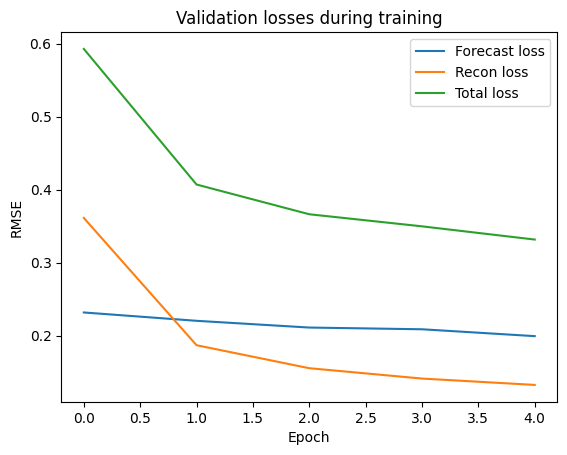 Validation losses during training
Forecast loss
Recon loss
Total loss
0.6
0.5
0.4
0.3
0.2
RMSE
0.0 0.5 1.0 1.5 2.0 2.5 3.0 3.5 4.0
Epoch